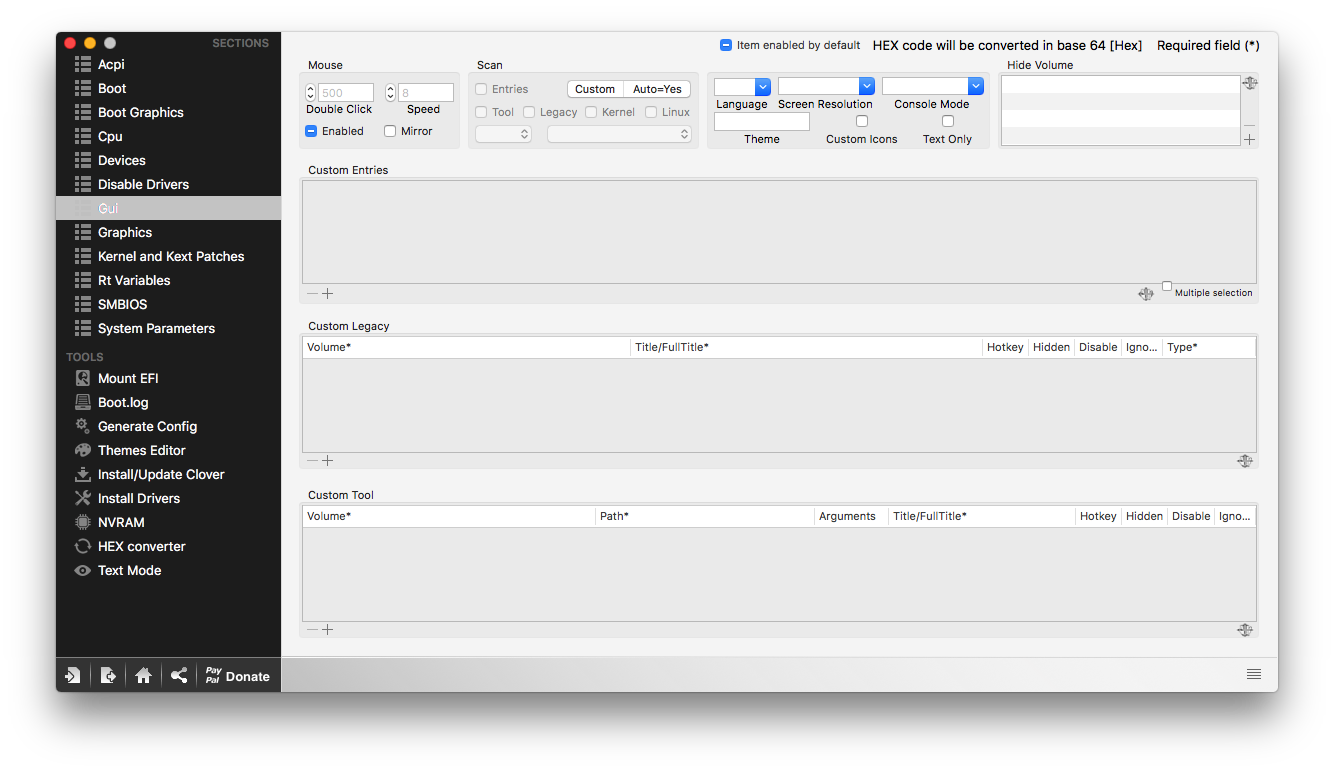 SECTIONS
Acpi
Boot
Boot Graphics
Cpu
Devices
Disable Drivers
Gui
Graphics
Kernel and Kext Patches
Rt Variables
SMBIOS
System Parameters
TOOLS
Mount EFI
Boot.log
Generate Config
Themes Editor
Install/Update Clover
Install Drivers
NVRAM
HEX converter
Text Mode
Pay
Pal
Donate
Item enabled by default HEX code will be converted in base 64 [Hex] Required field (*)
Mouse
500 8
Double Click Speed
Enabled Mirror
Scan
Entries Custom Auto=Yes
Tool Legacy Kernel Linux
Language Screen Resolution Console Mode
Theme Custom Icons Text Only
Hide Volume
Custom Entries
Multiple selection
Custom Legacy
Volume* Title/FullTitle* Hotkey Hidden Disable Igno... Type*
Custom Tool
Volume* Path* Arguments Title/FullTitle* Hotkey Hidden Disable Igno...